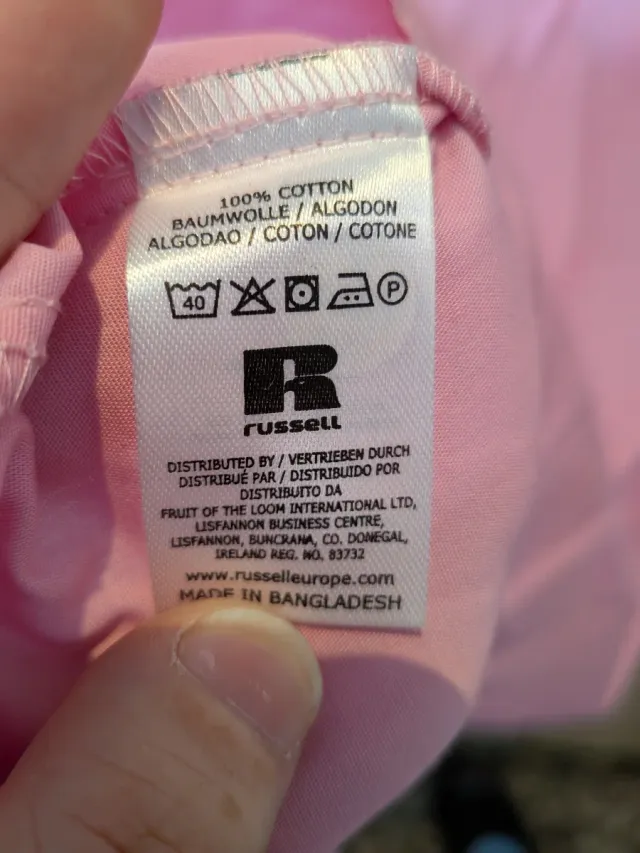 100% COTTON
BAUMWOLLE / ALGODON
ALGODAO / COTON / COTONE
40 P
russell
DISTRIBUTED BY / VERTRIEBEN DURCH
DISTRIBUÉ PAR / DISTRIBUIDO POR
DISTRIBUITO DA
FRUIT OF THE LOOM INTERNATIONAL LTD,
LISFANNON BUSINESS CENTRE,
LISFANNON, BUNCRANA, CO. DONEGAL,
IRELAND REG. NO. 83732
www.russelleurope.com
MADE IN BANGLADESH